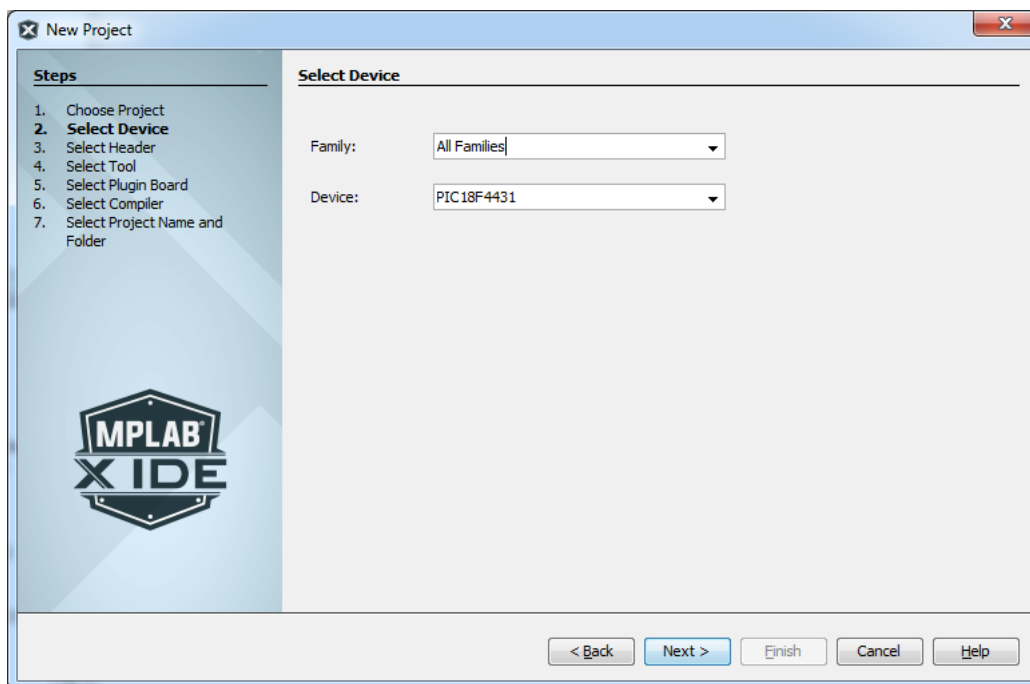 New Project
Steps
1. Choose Project
2. Select Device
3. Select Header
4. Select Tool
5. Select Plugin Board
6. Select Compiler
7. Select Project Name and
Folder
MPLAB®
X IDE
Select Device
Family: All Families
Device: PIC18F4431
< Back Next > Finish Cancel Help